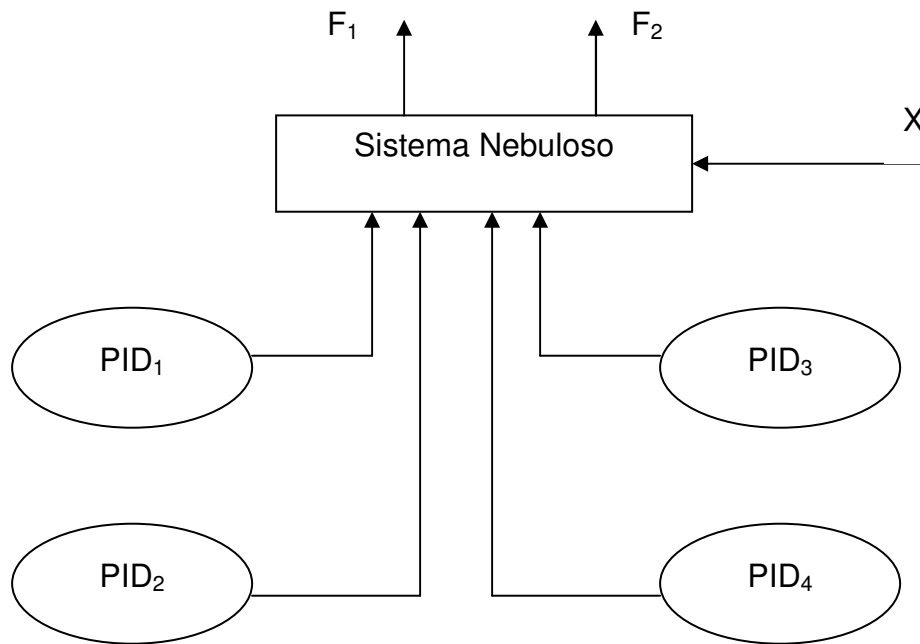 F₁
F₂
X
Sistema Nebuloso
PID₁
PID₃
PID₂
PID₄